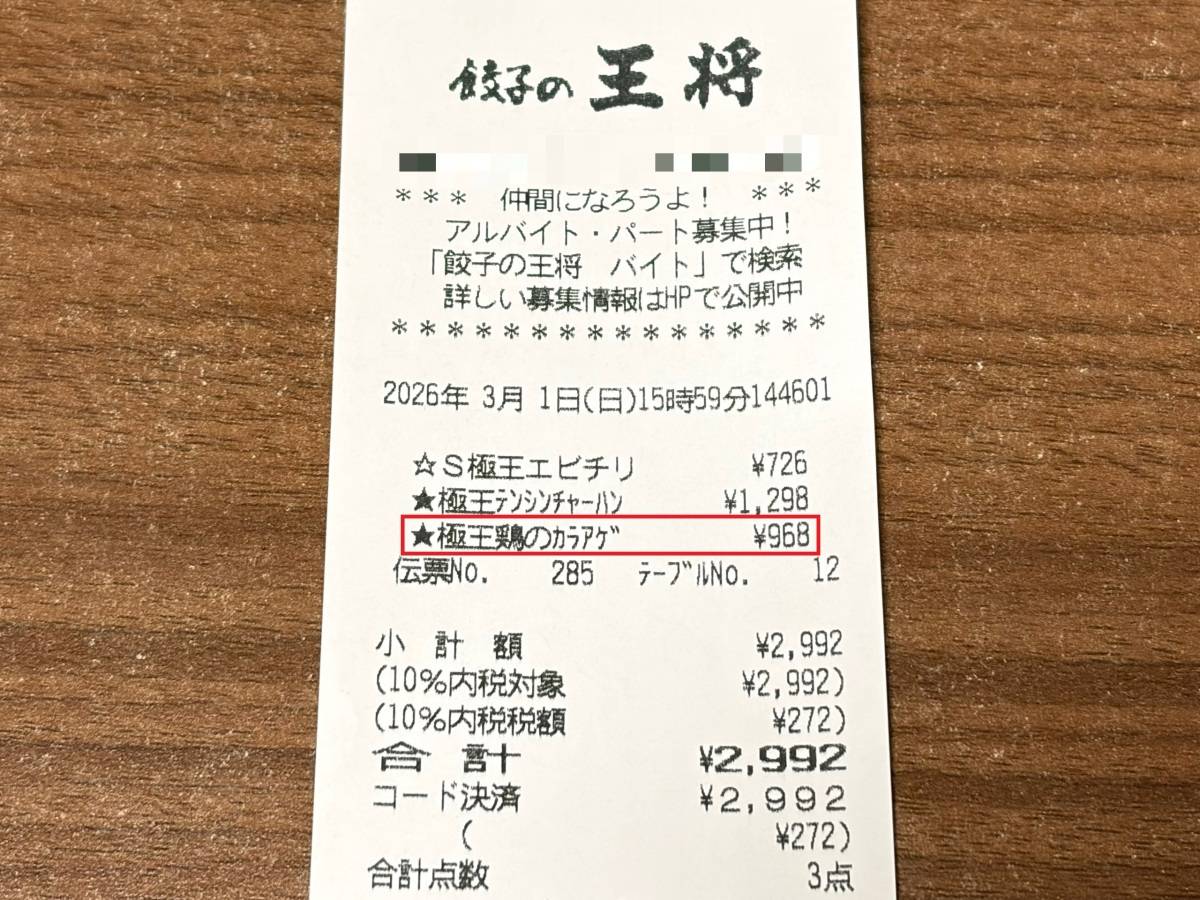 餃子の王将
*** 仲間になろうよ! ***
アルバイト・パート募集中!
「餃子の王将 バイト」で検索
詳しい募集情報はHPで公開中
****************
2026年 3月 1日(日)15時59分144601
☆S極王エビチリ ¥726
★極王テンシンチャーハン ¥1,298
★極王鶏のカラアゲ ¥968
伝票No. 285 テーブルNo. 12
小 計 額 ¥2,992
(10%内税対象 ¥2,992)
(10%内税税額 ¥272)
合 計 ¥2,992
コード決済 ¥2,992
( ¥272)
合計点数 3点